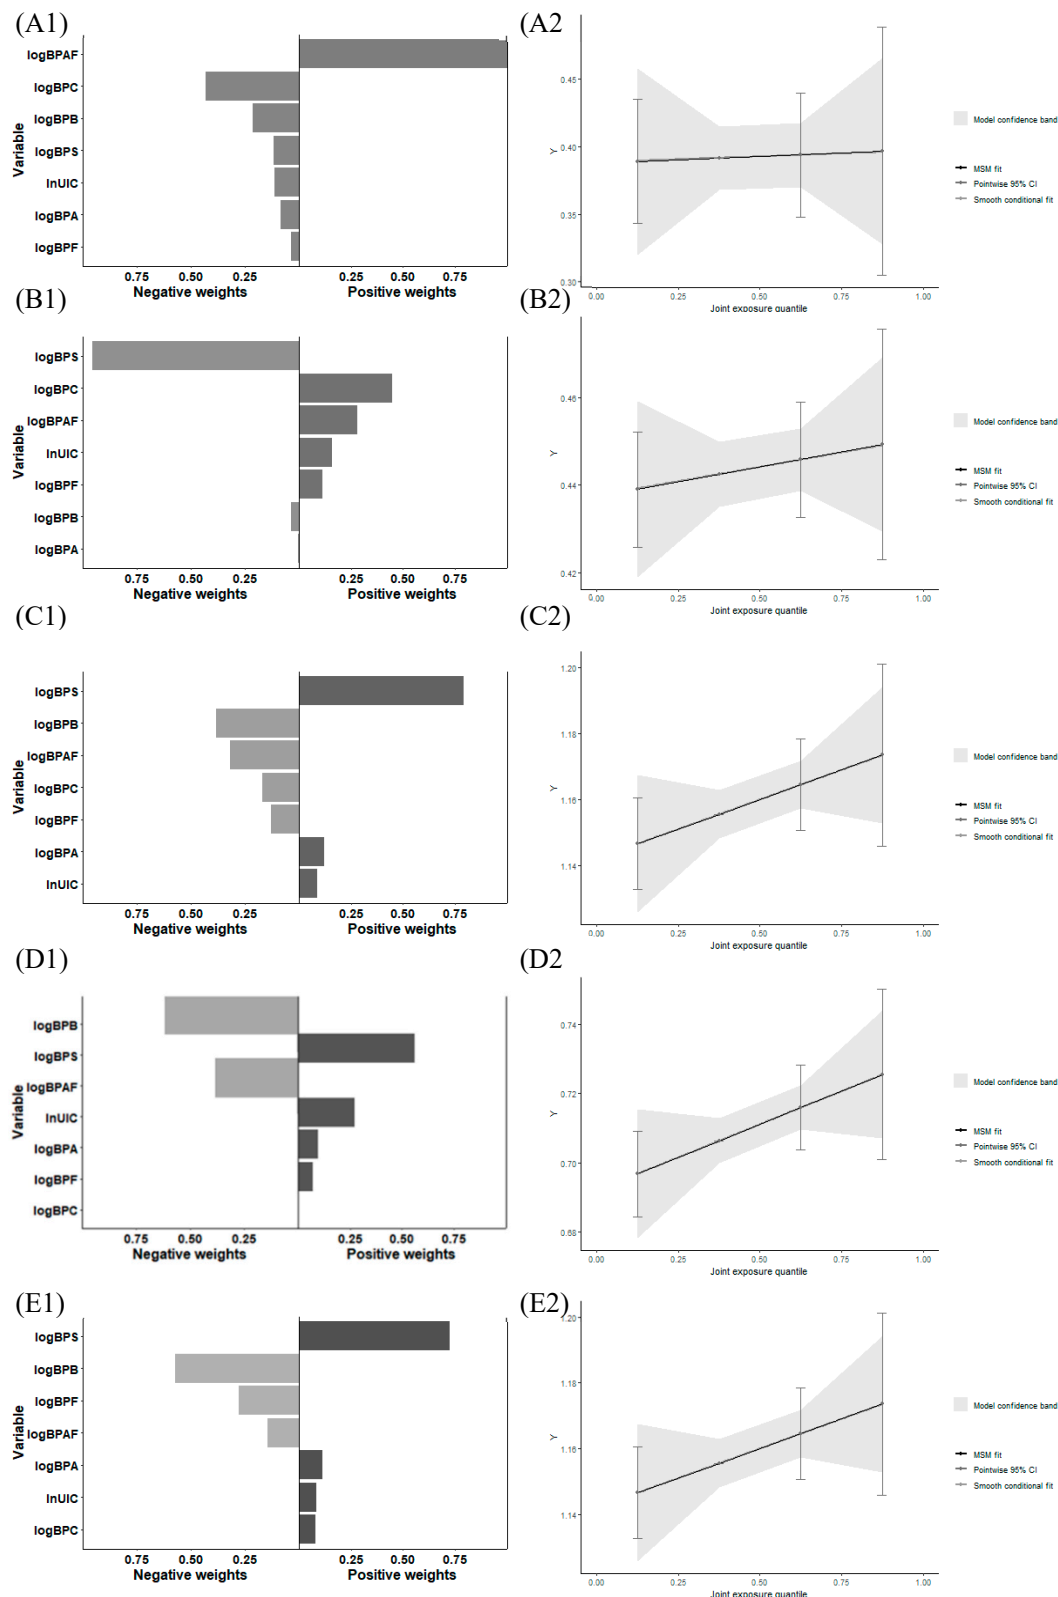 (A1)
Variable
logBPAF
logBPC
logBPB
logBPS
lnUIC
logBPA
logBPF
0.75 0.50 0.25 0.25 0.50 0.75
Negative weights Positive weights
(A2
Y
0.45
0.40
0.35
0.30
0.00 0.25 0.50 0.75 1.00
Joint exposure quantile
Model confidence band
MSM fit
Pointwise 95% CI
Smooth conditional fit
(B1)
Variable
logBPS
logBPC
logBPAF
lnUIC
logBPF
logBPB
logBPA
0.75 0.50 0.25 0.25 0.50 0.75
Negative weights Positive weights
(B2)
Y
0.46
0.44
0.42
0.00 0.25 0.50 0.75 1.00
Joint exposure quantile
Model confidence band
MSM fit
Pointwise 95% CI
Smooth conditional fit
(C1)
Variable
logBPS
logBPB
logBPAF
logBPC
logBPF
logBPA
lnUIC
0.75 0.50 0.25 0.25 0.50 0.75
Negative weights Positive weights
(C2)
Y
1.20
1.18
1.16
1.14
0.00 0.25 0.50 0.75 1.00
Joint exposure quantile
Model confidence band
MSM fit
Pointwise 95% CI
Smooth conditional fit
(D1)
Variable
logBPB
logBPS
logBPAF
lnUIC
logBPA
logBPF
logBPC
0.75 0.50 0.25 0.25 0.50 0.75
Negative weights Positive weights
(D2
Y
0.74
0.72
0.70
0.68
0.00 0.25 0.50 0.75 1.00
Joint exposure quantile
Model confidence band
MSM fit
Pointwise 95% CI
Smooth conditional fit
(E1)
Variable
logBPS
logBPB
logBPF
logBPAF
logBPA
lnUIC
logBPC
0.75 0.50 0.25 0.25 0.50 0.75
Negative weights Positive weights
(E2
Y
1.20
1.18
1.16
1.14
0.00 0.25 0.50 0.75 1.00
Joint exposure quantile
Model confidence band
MSM fit
Pointwise 95% CI
Smooth conditional fit